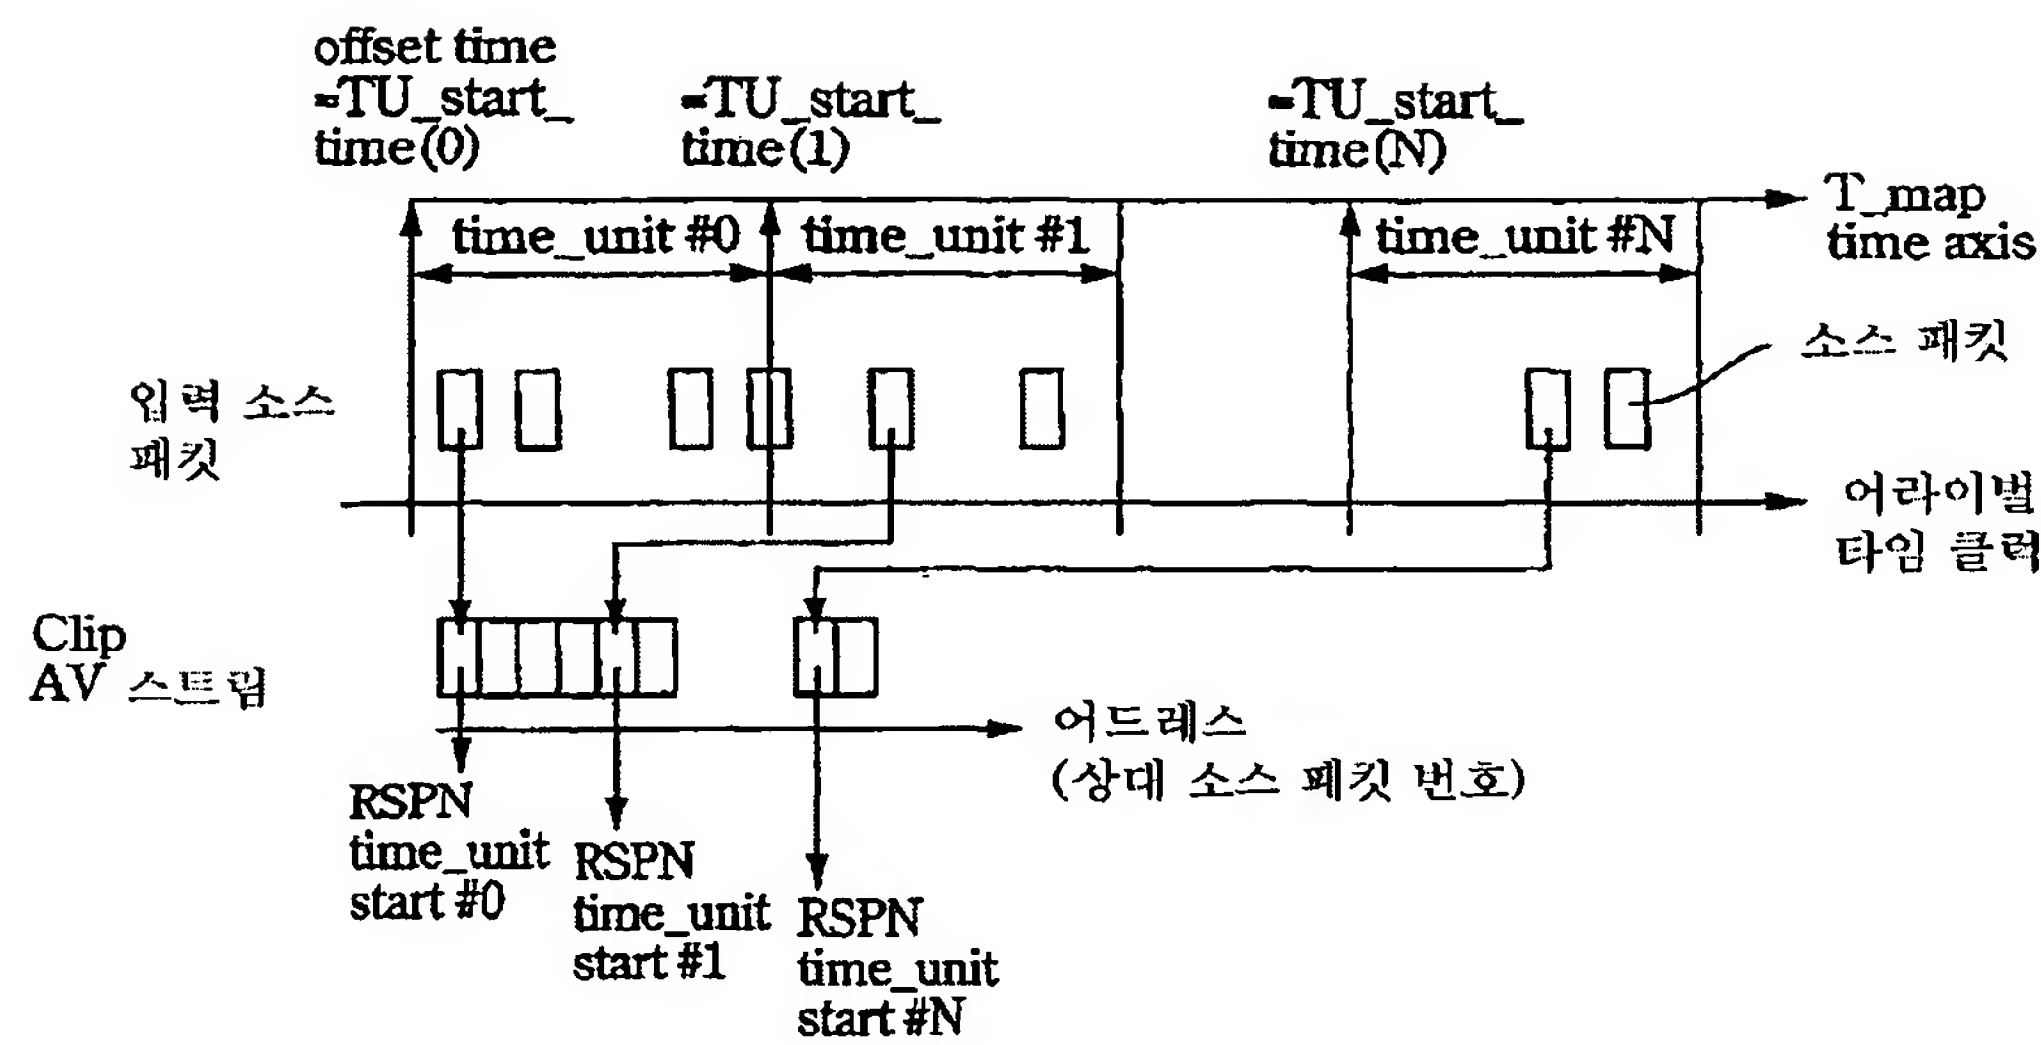 offset time
=TU_start_
time(0)
=TU_start_
time(1)
=TU_start_
time(N)
T_map
time axis
time_unit #0
time_unit #1
time_unit #N
소스 패킷
입력 소스
패킷
어라이벌
타임 클럭
Clip
AV 스트림
어드레스
(상대 소스 패킷 번호)
RSPN
time_unit
start #0
RSPN
time_unit
start #1
RSPN
time_unit
start #N